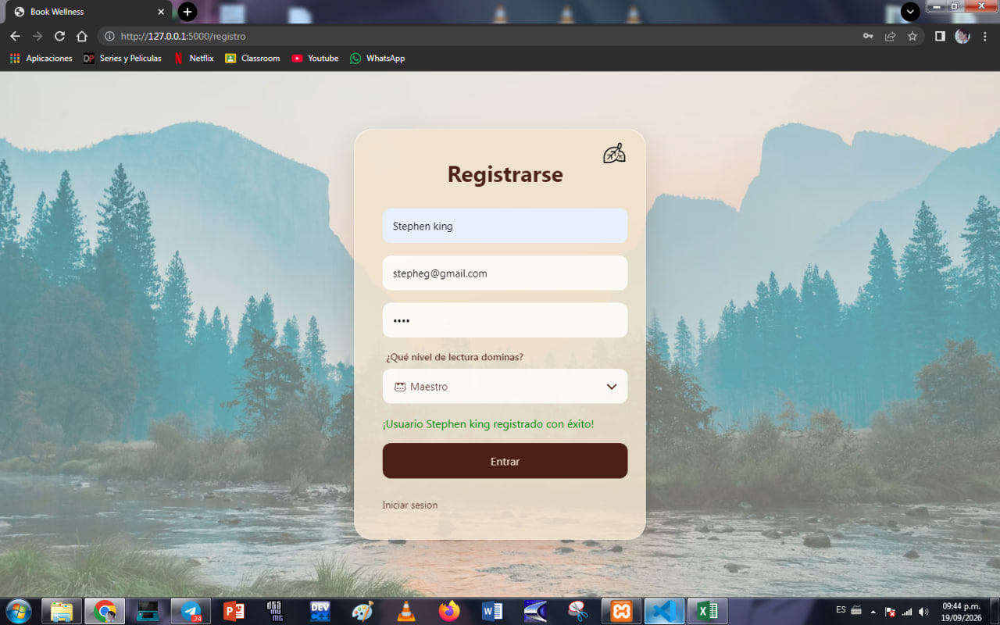 Book Wellness
http://127.0.0.1:5000/registro
Aplicaciones
DP Series y Peliculas
Netflix
Classroom
Youtube
WhatsApp
Registrarse
Stephen king
stepheg@gmail.com
••••
¿Qué nivel de lectura dominas?
Maestro
¡Usuario Stephen king registrado con éxito!
Entrar
Iniciar sesion
74
DEV
ES
09:44 p.m.
19/09/2026